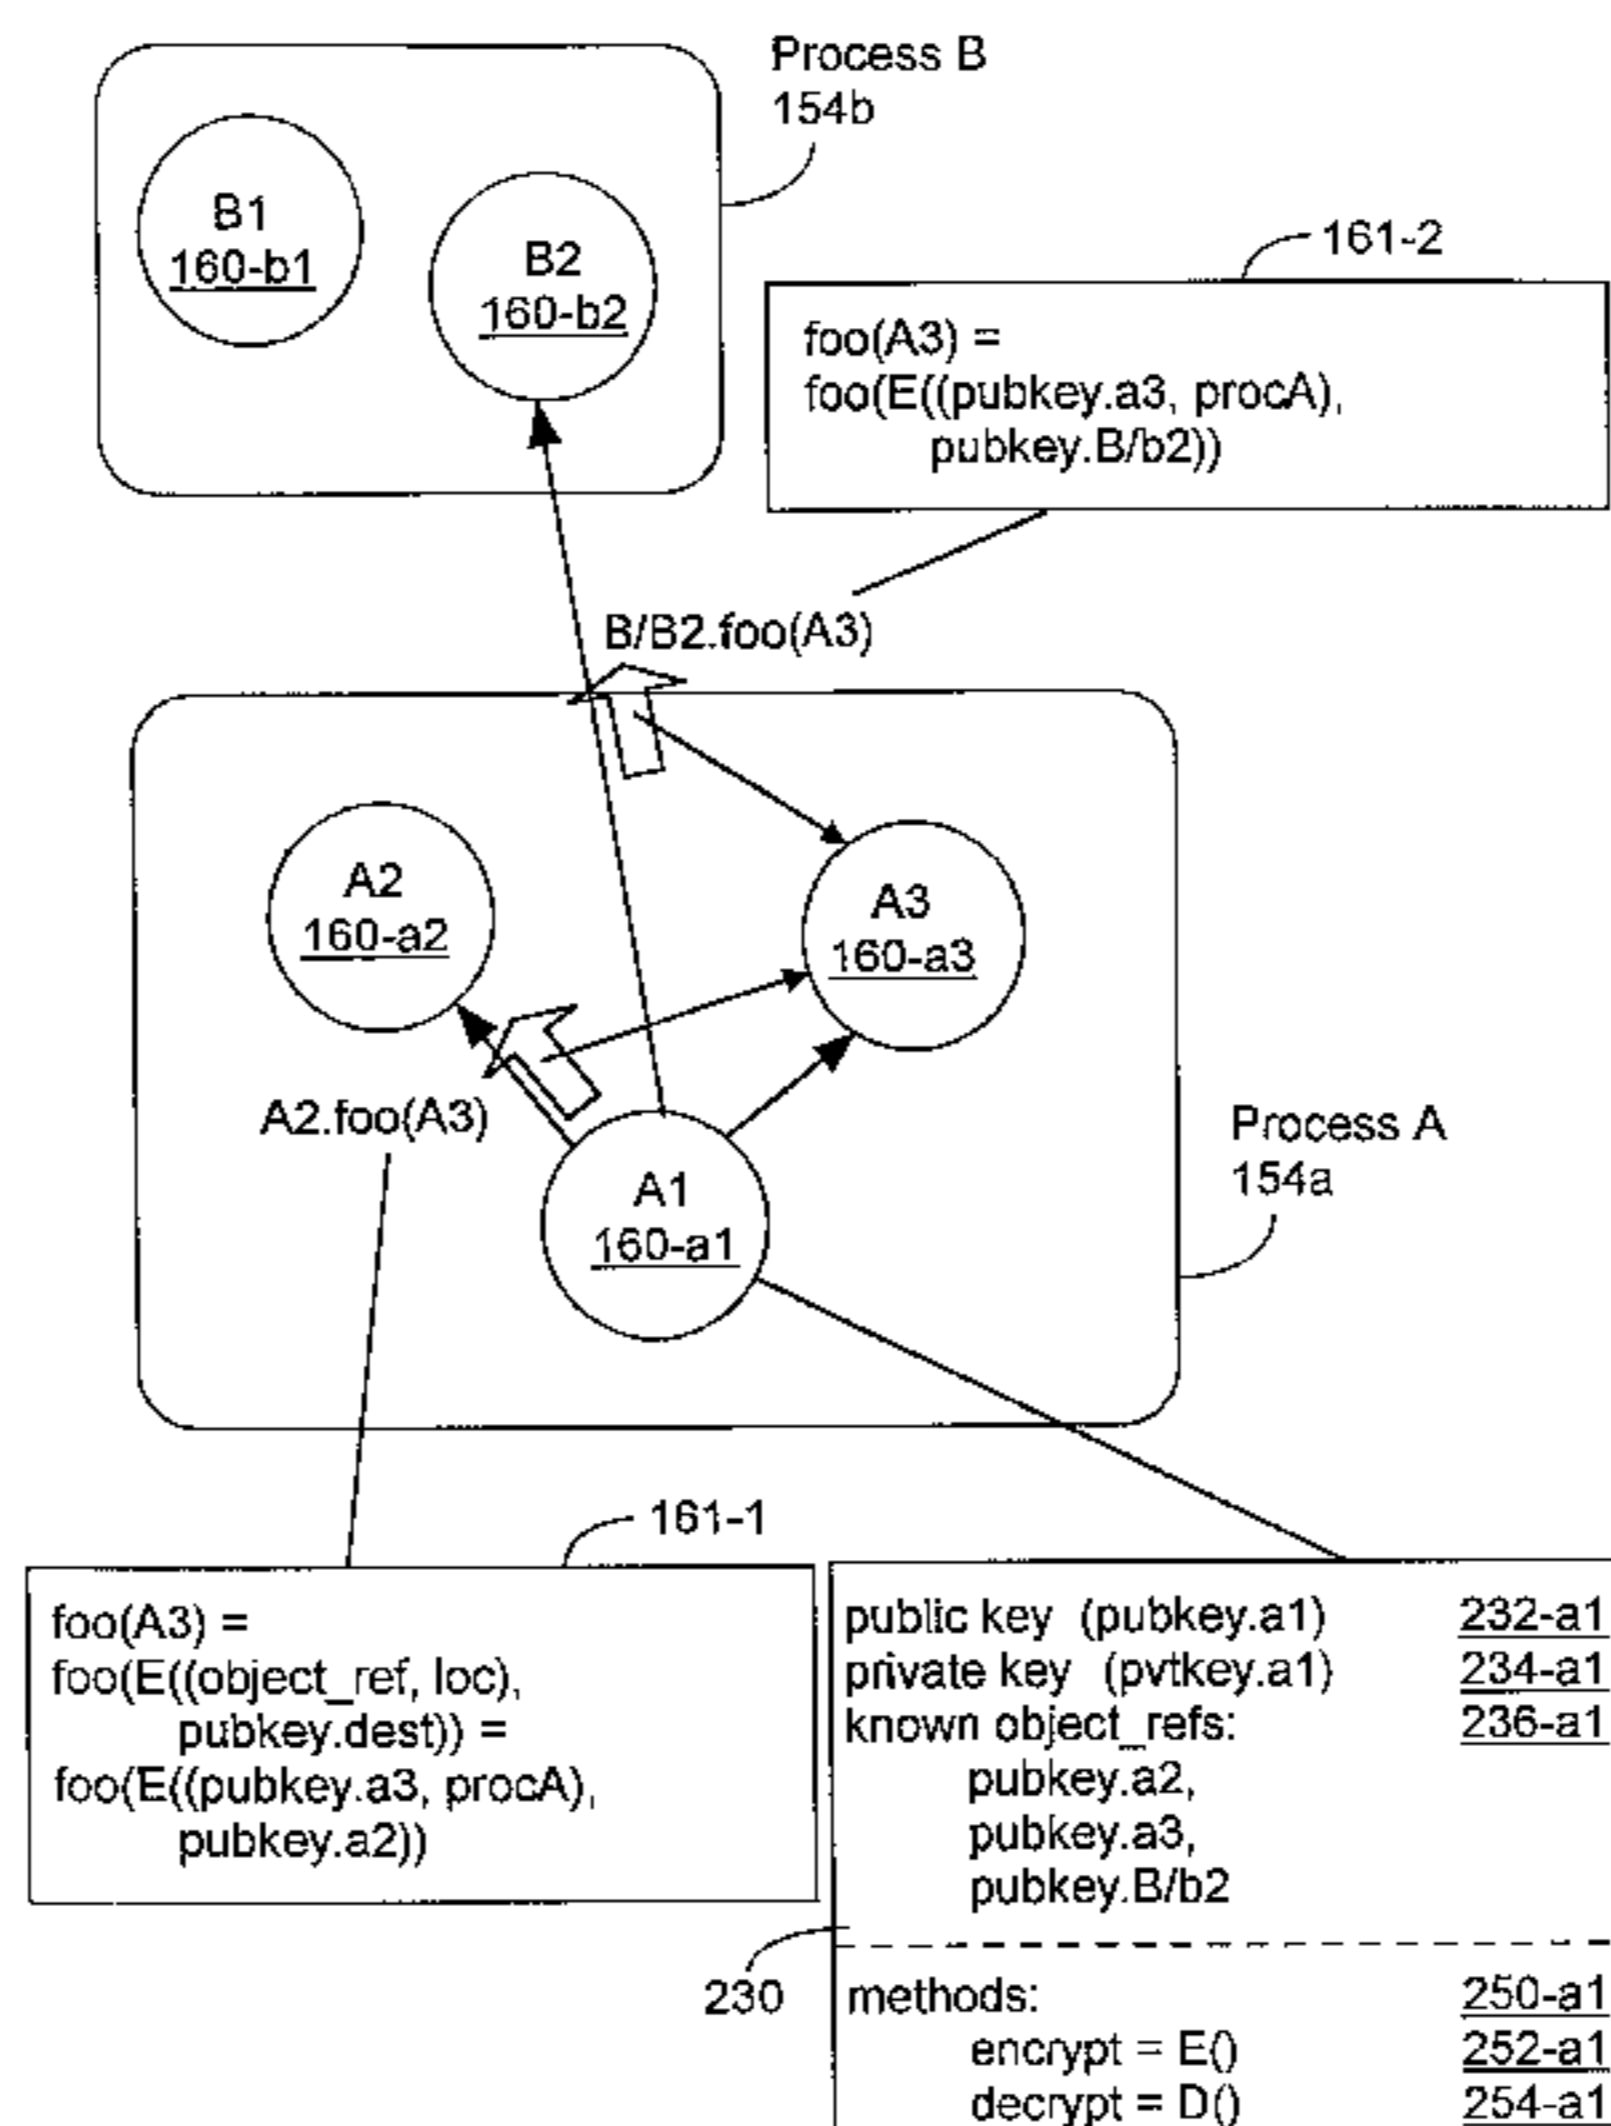 Process B
154b
B1
160-b1
B2
160-b2
161-2
foo(A3) =
foo(E((pubkey.a3, procA),
pubkey.B/b2))
B/B2.foo(A3)
A2
160-a2
A3
160-a3
A2.foo(A3)
A1
160-a1
Process A
154a
161-1
foo(A3) =
foo(E((object_ref, loc),
pubkey.dest)) =
foo(E((pubkey.a3, procA),
pubkey.a2))
public key (pubkey.a1) 232-a1
private key (pvtkey.a1) 234-a1
known object_refs: 236-a1
pubkey.a2,
pubkey.a3,
pubkey.B/b2
230
methods: 250-a1
encrypt = E() 252-a1
decrypt = D() 254-a1